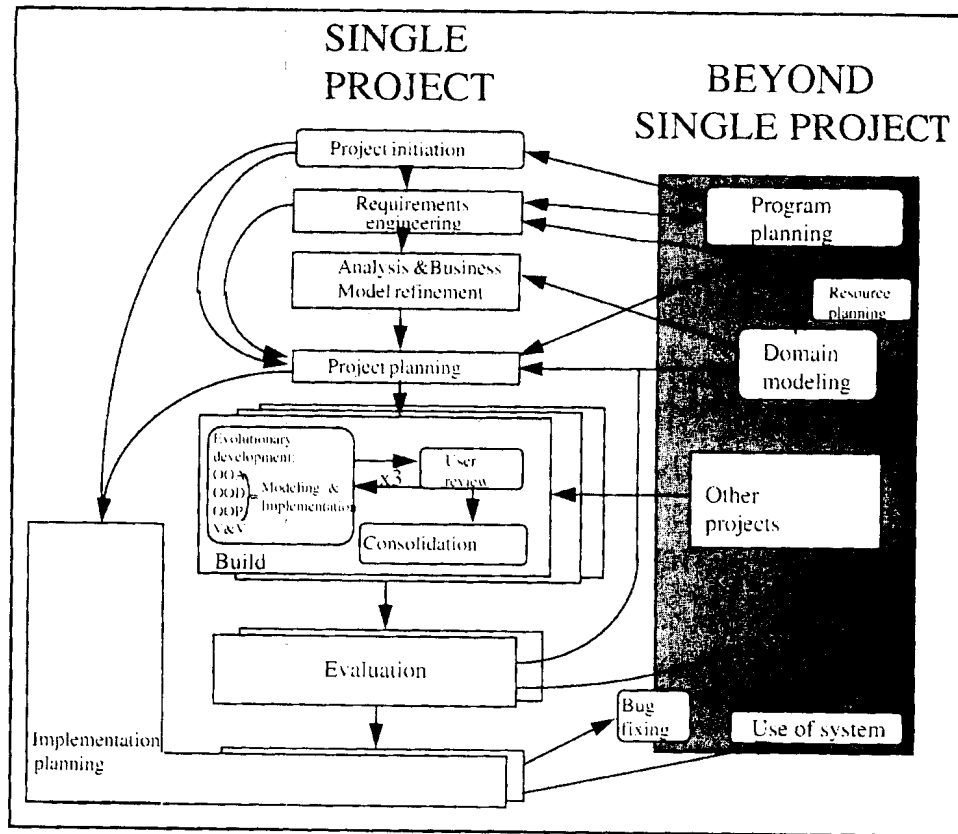 SINGLE
PROJECT
BEYOND
SINGLE PROJECT
Project initiation
Requirements
engineering
Analysis & Business
Model refinement
Project planning
Program
planning
Resource
planning
Domain
modeling
Evolutionary
development:
OOA
OOD
OOP
V&V
= Modeling &
Implementation
x3
User
review
Consolidation
Build
Other
projects
Evaluation
Bug
fixing
Use of system
Implementation
planning